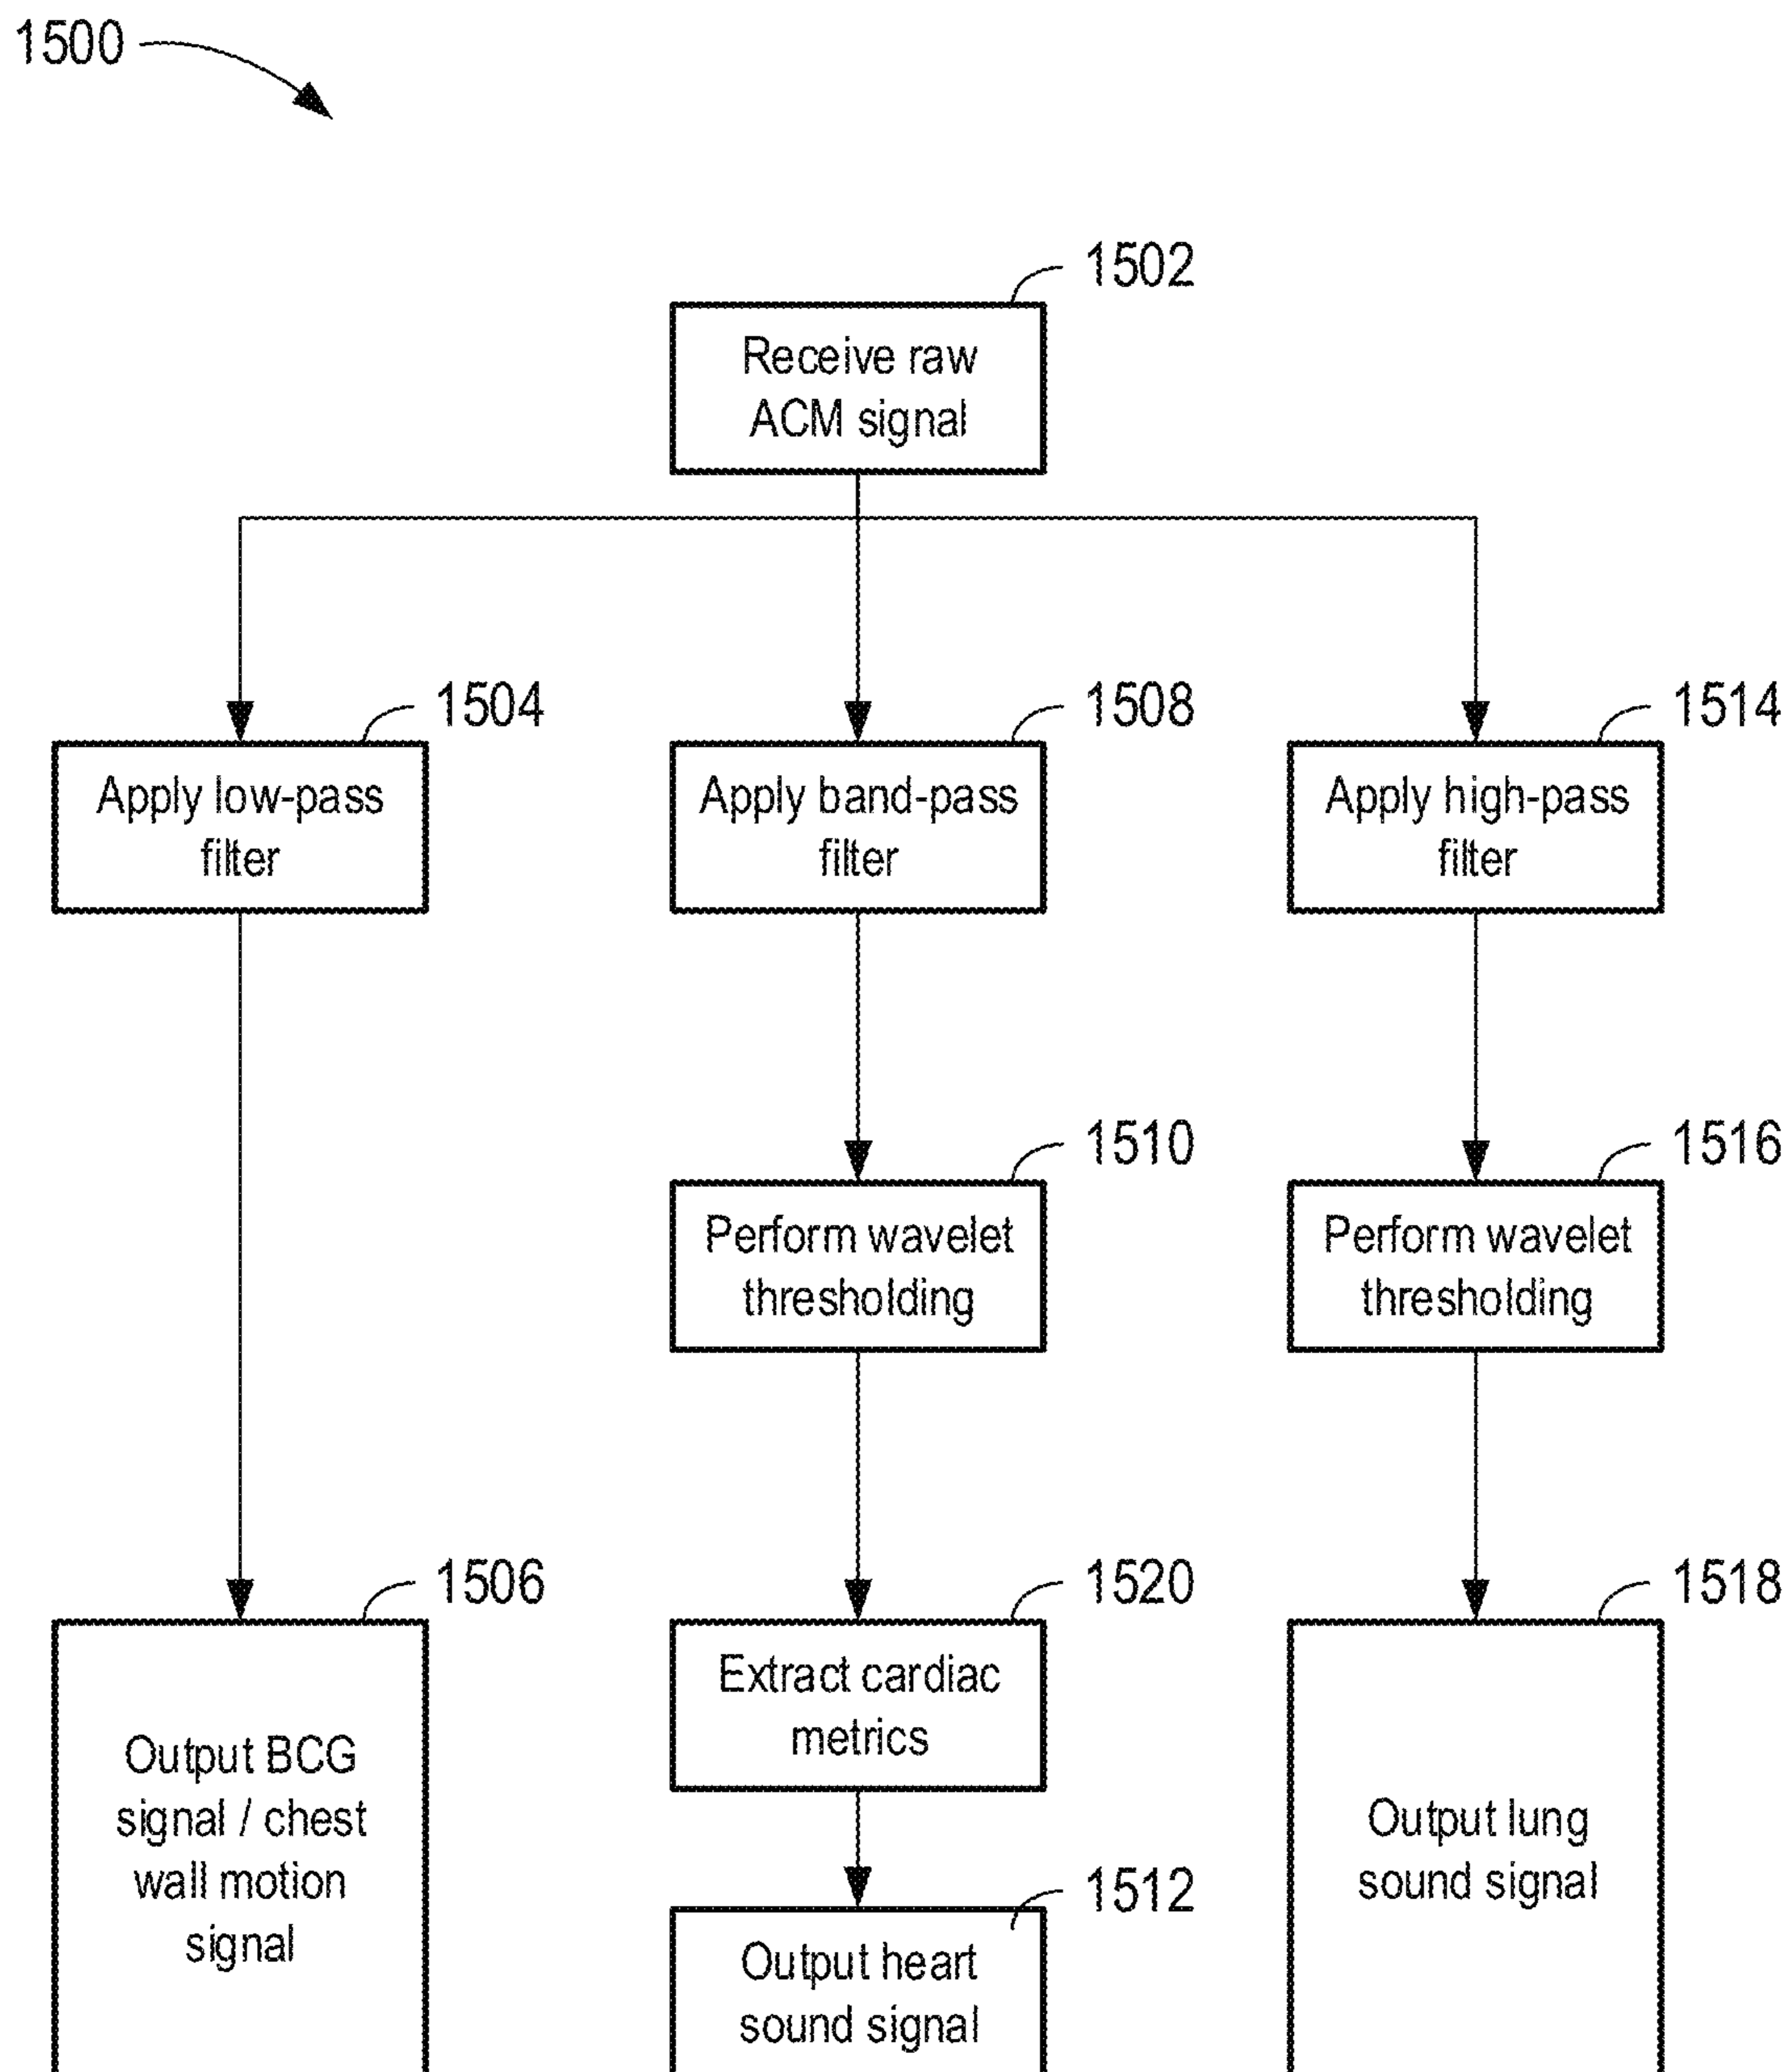 1500
1502
Receive raw
ACM signal
1504
Apply low-pass
filter
1508
Apply band-pass
filter
1514
Apply high-pass
filter
1510
Perform wavelet
thresholding
1516
Perform wavelet
thresholding
1506
Output BCG
signal / chest
wall motion
signal
1520
Extract cardiac
metrics
1512
Output heart
sound signal
1518
Output lung
sound signal